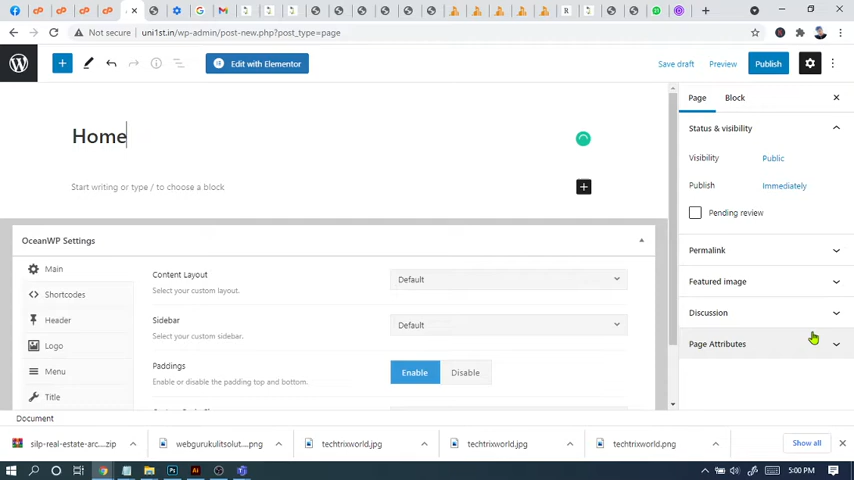 Not secure | uni1st.in/wp-admin/post-new.php?post_type=page
Edit with Elementor
Save draft
Preview
Publish
Page
Block
Home
Status & visibility
Visibility
Public
Start writing or type / to choose a block
Publish
Immediately
Pending review
OceanWP Settings
Permalink
Main
Content Layout
Default
Select your custom layout.
Featured image
Shortcodes
Header
Sidebar
Default
Select your custom sidebar.
Discussion
Logo
Page Attributes
Menu
Paddings
Enable
Disable
Enable or disable the padding top and bottom.
Title
Document
silp-real-estate-arc....zip
webgurukulitsolut....png
techtrixworld.jpg
techtrixworld.jpg
techtrixworld.png
Show all
5:00 PM